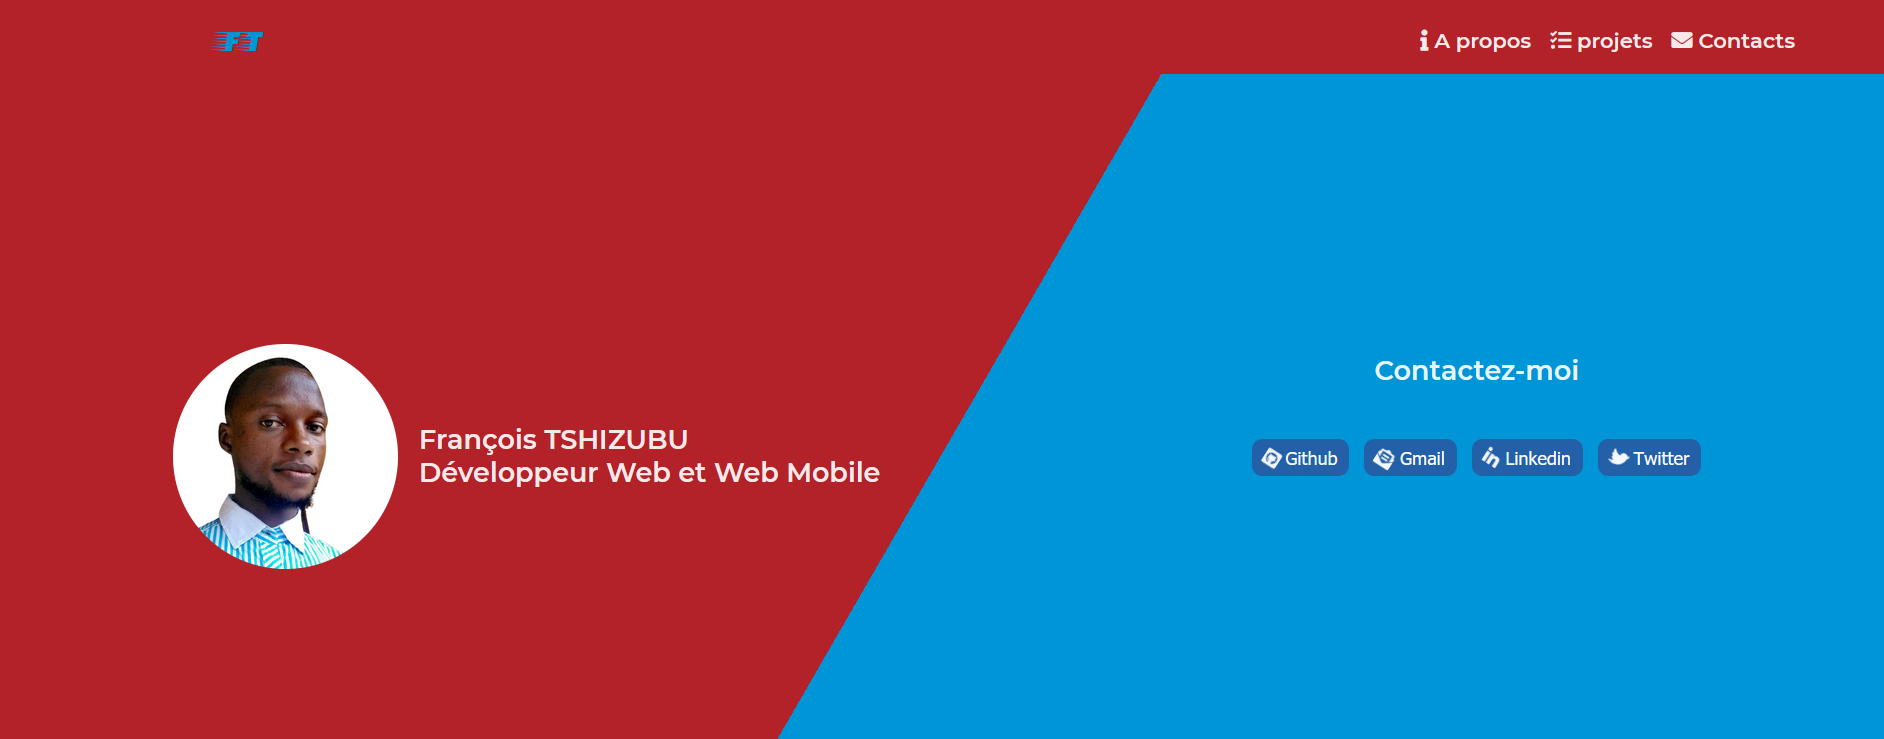 FT
A propos projets Contacts
François TSHIZUBU
Développeur Web et Web Mobile
Contactez-moi
Github Gmail Linkedin Twitter